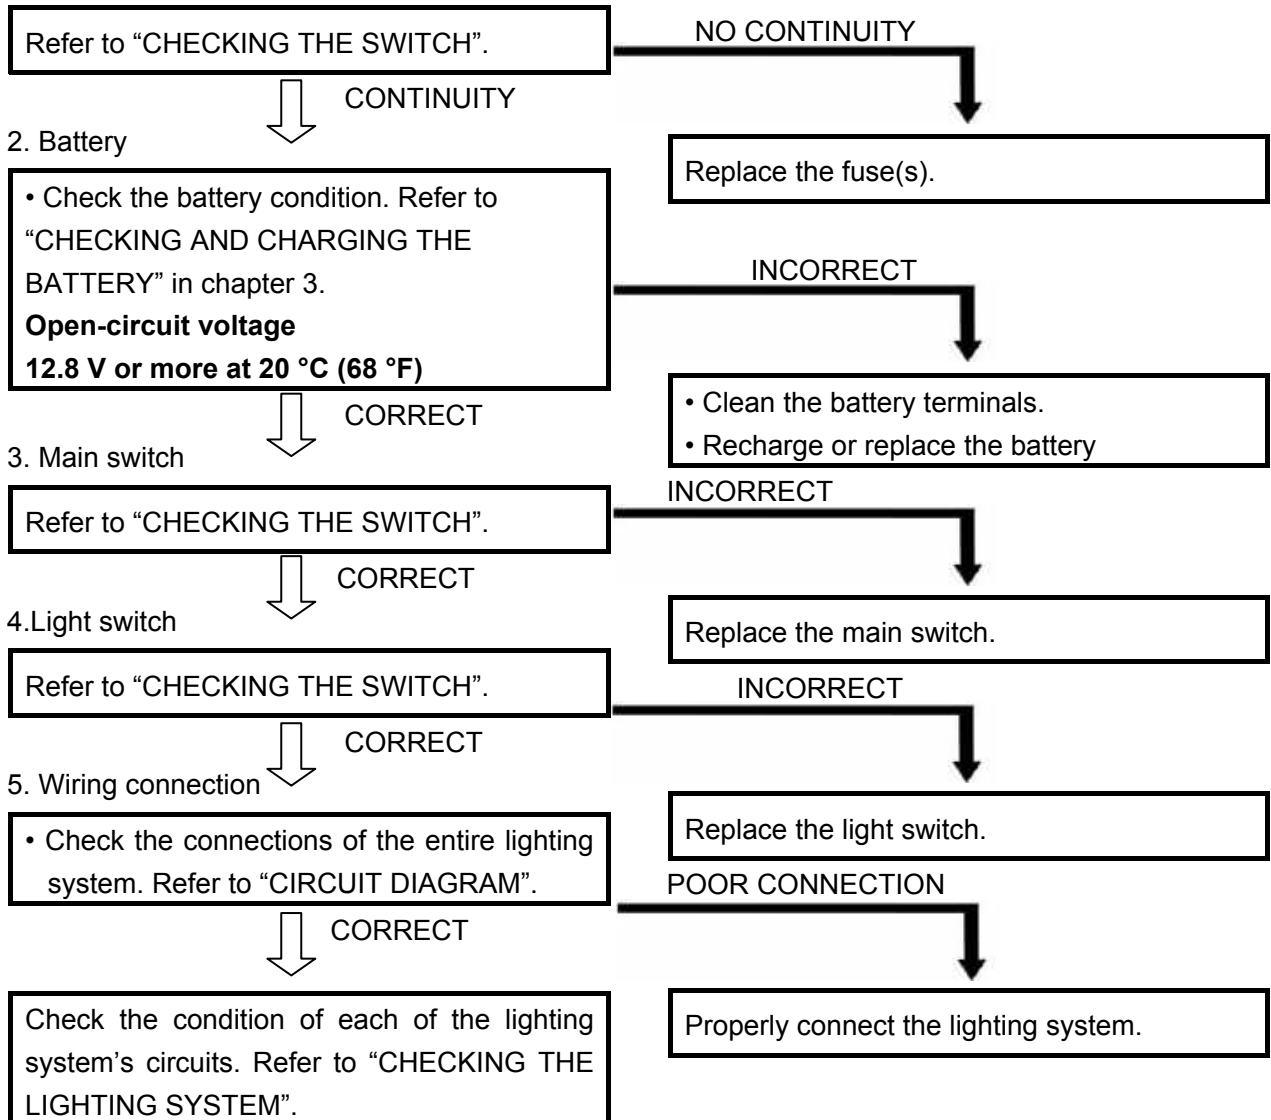 Refer to “CHECKING THE SWITCH”.
NO CONTINUITY
CONTINUITY
2. Battery
Replace the fuse(s).
• Check the battery condition. Refer to
“CHECKING AND CHARGING THE
BATTERY” in chapter 3.
Open-circuit voltage
12.8 V or more at 20 °C (68 °F)
INCORRECT
CORRECT
• Clean the battery terminals.
• Recharge or replace the battery
3. Main switch
INCORRECT
Refer to “CHECKING THE SWITCH”.
CORRECT
Replace the main switch.
4.Light switch
Refer to “CHECKING THE SWITCH”.
INCORRECT
CORRECT
5. Wiring connection
Replace the light switch.
• Check the connections of the entire lighting
system. Refer to “CIRCUIT DIAGRAM”.
POOR CONNECTION
CORRECT
Properly connect the lighting system.
Check the condition of each of the lighting
system’s circuits. Refer to “CHECKING THE
LIGHTING SYSTEM”.